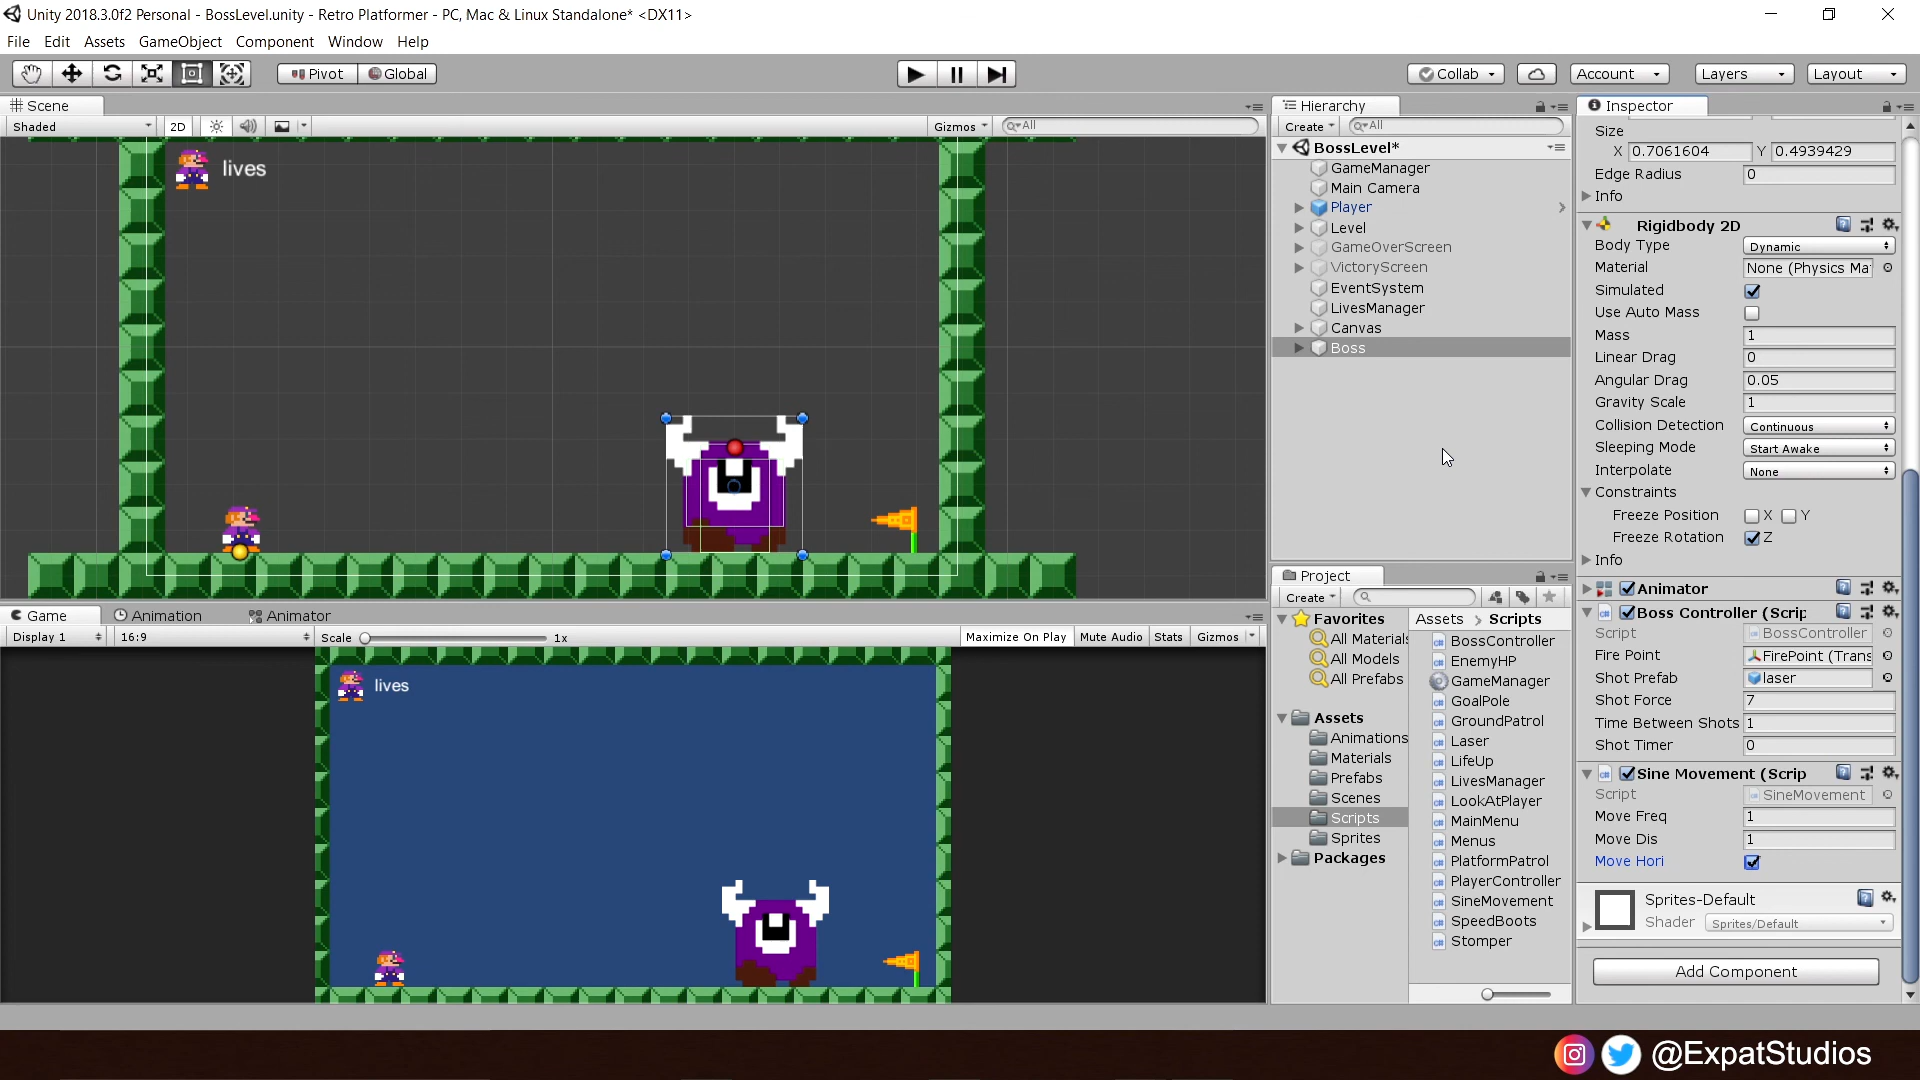 Unity 2018.3.0f2 Personal - BossLevel.unity - Retro Platformer - PC, Mac & Linux Standalone* <DX11>
File Edit Assets GameObject Component Window Help
Pivot Global Collab Account Layers Layout
Scene
Shaded 2D Gizmos All
lives
Hierarchy
Create All
BossLevel*
GameManager
Main Camera
Player
Level
GameOverScreen
VictoryScreen
EventSystem
LivesManager
Canvas
Boss
Inspector
Size
X 0.7061604 Y 0.4939429
Edge Radius 0
Info
Rigidbody 2D
Body Type Dynamic
Material None (Physics Ma
Simulated
Use Auto Mass
Mass 1
Linear Drag 0
Angular Drag 0.05
Gravity Scale 1
Collision Detection Continuous
Sleeping Mode Start Awake
Interpolate None
Constraints
Freeze Position X Y
Freeze Rotation Z
Info
Animator
Boss Controller (Scrip
Script BossController
Fire Point FirePoint (Trans
Shot Prefab laser
Shot Force 7
Time Between Shots 1
Shot Timer 0
Sine Movement (Scrip
Script SineMovement
Move Freq 1
Move Dis 1
Move Hori
Sprites-Default
Shader Sprites/Default
Add Component
Game Animation Animator
Display 1 16:9 Scale 1x Maximize On Play Mute Audio Stats Gizmos
lives
Project
Create
Favorites
All Materials
All Models
All Prefabs
Assets
Animations
Materials
Prefabs
Scenes
Scripts
Sprites
Packages
Assets Scripts
BossController
EnemyHP
GameManager
GoalPole
GroundPatrol
Laser
LifeUp
LivesManager
LookAtPlayer
MainMenu
Menus
PlatformPatrol
PlayerController
SineMovement
SpeedBoots
Stomper
@ExpatStudios